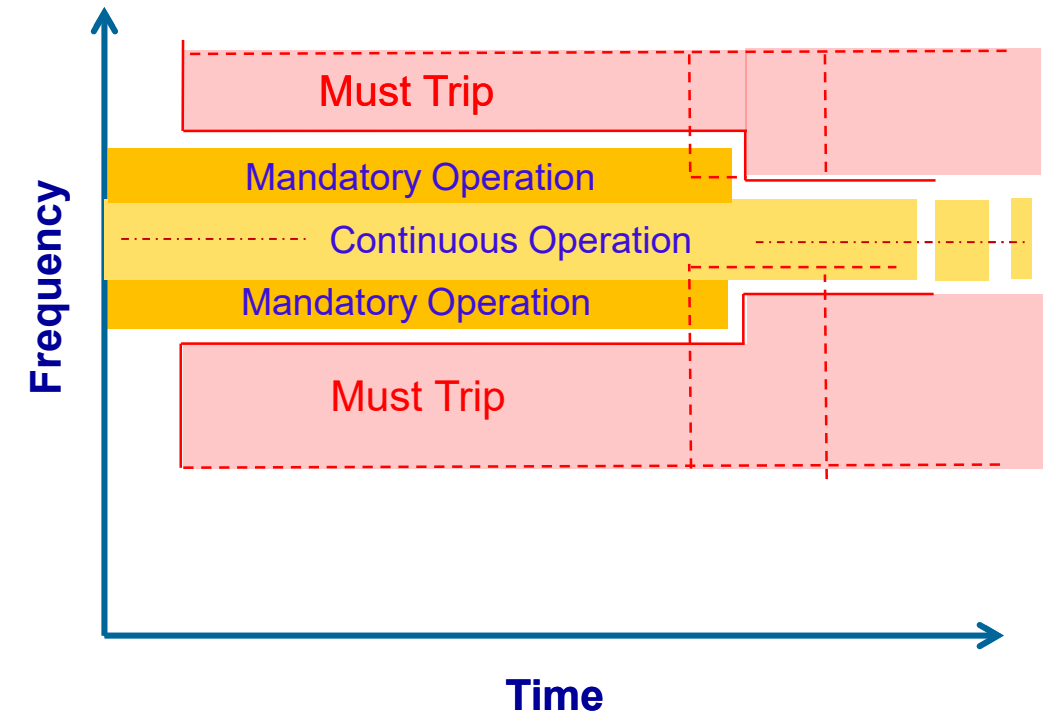 Must Trip
Mandatory Operation
Continuous Operation
Mandatory Operation
Must Trip
Frequency
Time